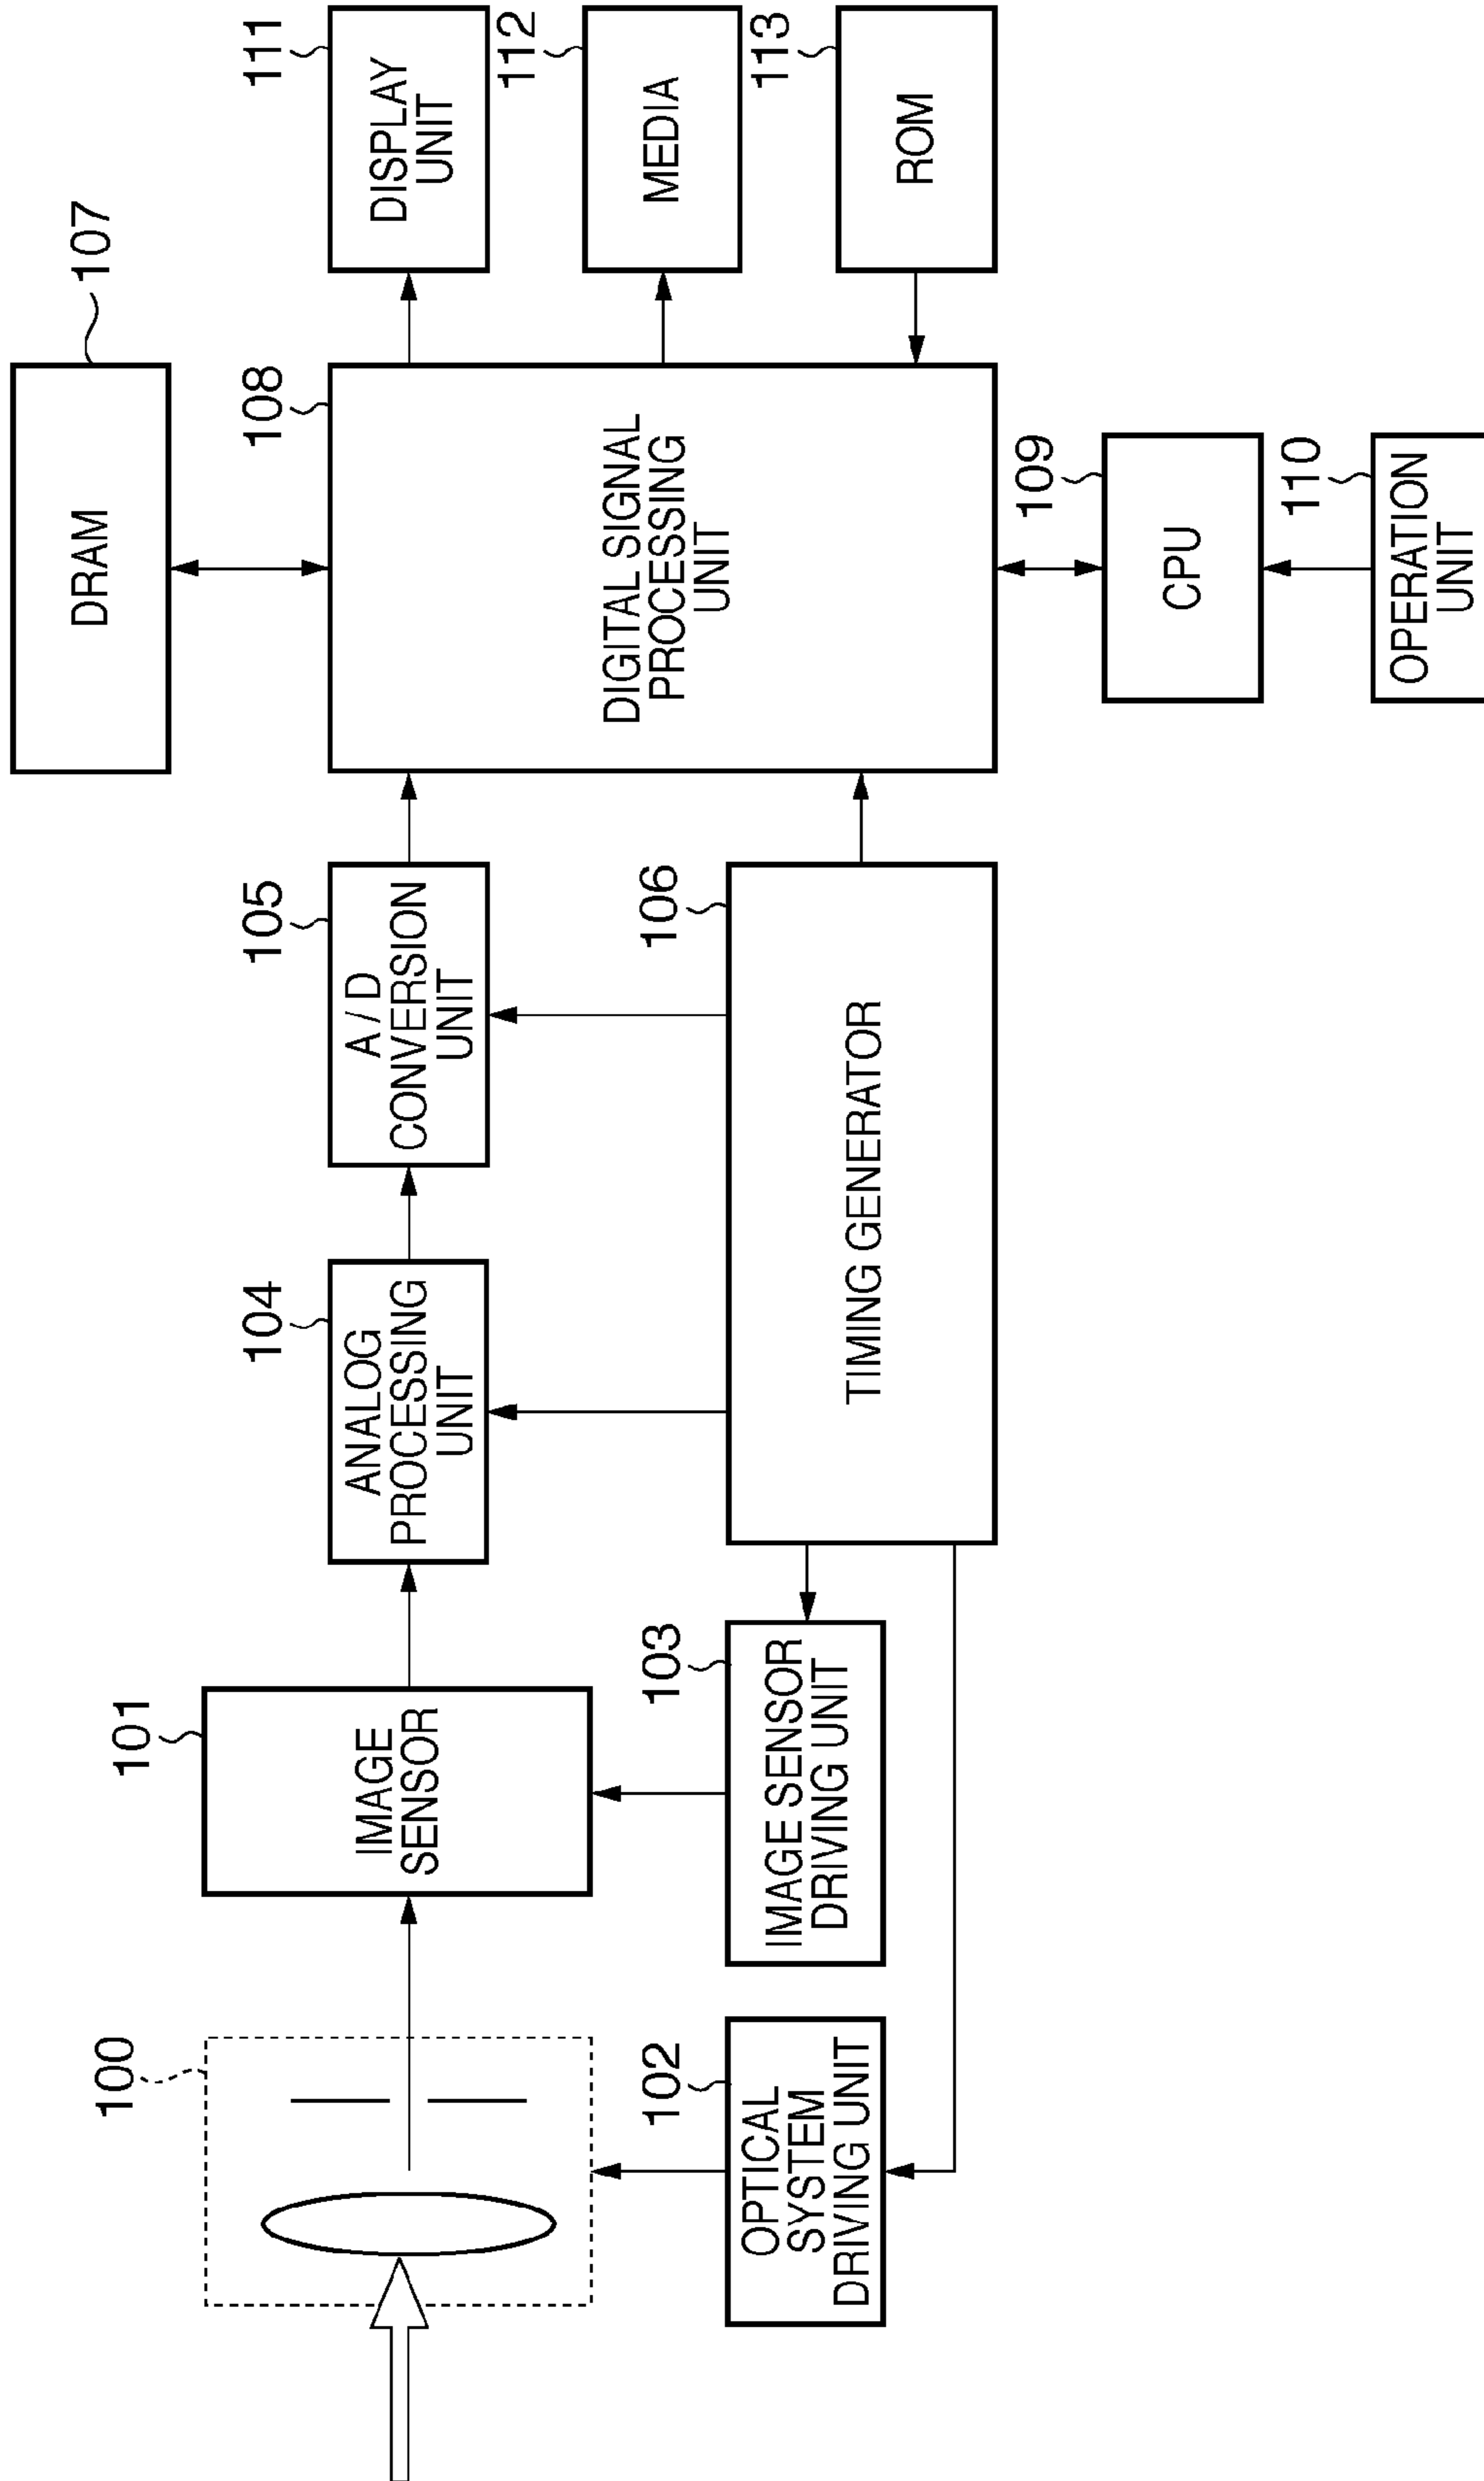 107
DRAM
100
101
104
105
108
111
IMAGE
SENSOR
ANALOG
PROCESSING
UNIT
A / D
CONVERSION
UNIT
DIGITAL SIGNAL
PROCESSING
UNIT
DISPLAY
UNIT
112
MEDIA
102
103
106
113
OPTICAL
SYSTEM
DRIVING UNIT
IMAGE SENSOR
DRIVING UNIT
TIMING GENERATOR
ROM
109
CPU
110
OPERATION
UNIT